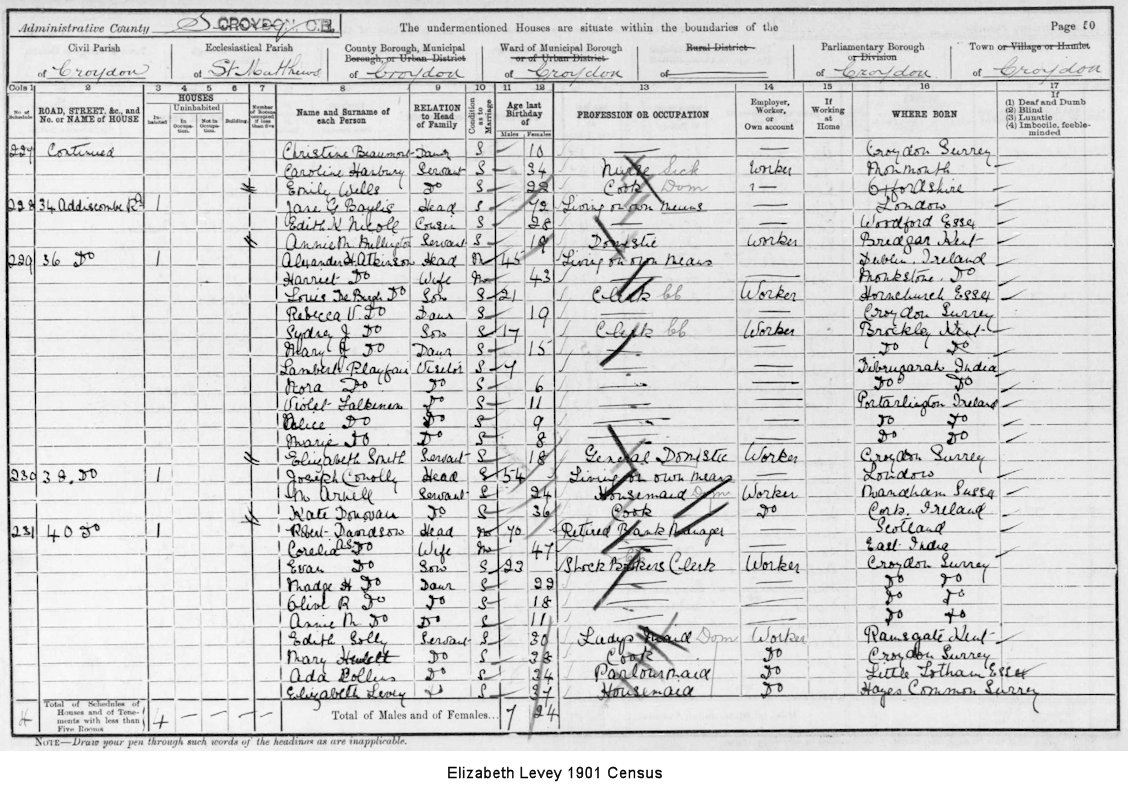 Administrative County S CROYDON C.B. The undermentioned Houses are situate within the boundaries of the Page 20
Civil Parish Ecclesiastical Parish County Borough, Municipal Borough, or Urban District Ward of Municipal Borough or of Urban District Rural District Parliamentary Borough or Division Town or Village or Hamlet
of Croydon of St. Matthews of Croydon of Croydon of of Croydon of Croydon
Cols 1 2 3 4 5 6 7 8 9 10 11 12 13 14 15 16 17
No. of Schedule ROAD, STREET, &c., and No. or NAME of HOUSE HOUSES Inhabited Uninhabited In Occupation. Not in Occupation. Building. Number of Rooms occupied if less than five Name and Surname of each Person RELATION to Head of Family Condition as to Marriage Age last Birthday of Males Females PROFESSION OR OCCUPATION Employer, Worker, or Own account If Working at Home WHERE BORN If (1) Deaf and Dumb (2) Blind (3) Lunatic (4) Imbecile, feeble-minded
227 Continued Christine Beaumont Daur S 10 Croydon Surrey
Caroline Hanbury Servant S 34 Nurse Sick Worker Monmouth
Emily Wells Do S 22 Cook Dom Oxfordshire
228 34 Addiscombe Rd 1 Jane G Baylis Head S 72 Living on own means London
Edith K Nicoll Cousin S 28 Woodford Essex
Annie M Servant S 19 Domestic Worker Bredgar Kent
229 36 Do 1 Alexander H Atkinson Head M 45 Living on own means Dublin, Ireland
Harriet Do Wife M 43 Monkstone, Do
Louis De Burgh Do Son S 21 Clerk Worker Hornchurch Essex
Rebecca V. Do Daur S 19 Croydon Surrey
Sydney J Do Son S 17 Clerk Worker Brockley Kent
Mary J Do Daur S 15 Do Do
Lambert Playfair Visitor S 7 Dibrugarah India
Nora Do Do S 6 Do Do
Violet Falkener Do S 11 Portarlington Ireland
Alice Do Do S 9 Do Do
Marie Do Do S 8 Do Do
Elizabeth Smith Servant S 18 General Domestic Worker Croydon Surrey
230 38 Do 1 Joseph Conolly Head S 54 Living on own means London
M Arnell Servant S 24 Housemaid Dom Worker Sussex
Kate Donovan Do S 36 Cook Do Cork, Ireland
231 40 Do 1 Robert Davidson Head M 70 Retired Bank Manager Scotland
Do Wife M 47 East India
Evan Do Son S 23 Stock Brokers Clerk Worker Croydon Surrey
Madge H Do Daur S 22 Do Do
Olive R Do Do S 18 Do Do
Annie M Do Do S 11 Do Do
Edith Solly Servant S 30 Ladys Maid Dom Worker Ramsgate Kent
Mary Hewlett Do S 38 Cook Do Croydon Surrey
Ada Collins Do S 34 Parlourmaid Do Little Totham Essex
Elizabeth Levey Do S 37 Housemaid Do Hayes Common Surrey
4 Total of Schedules of Houses and of Tenements with less than Five Rooms 4 Total of Males and of Females... 7 24
NOTE—Draw your pen through such words of the headings as are inapplicable.
Elizabeth Levey 1901 Census